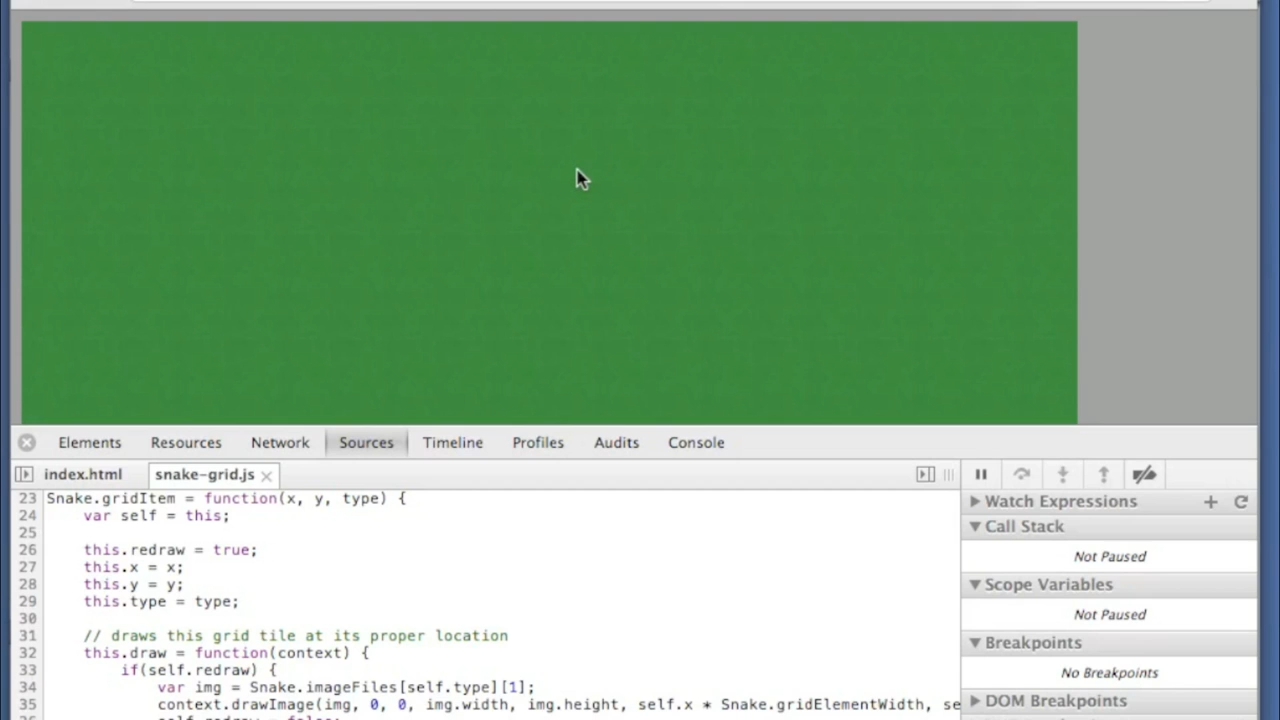 Elements Resources Network Sources Timeline Profiles Audits Console
index.html snake-grid.js
23 Snake.gridItem = function(x, y, type) {
24 var self = this;
25
26 this.redraw = true;
27 this.x = x;
28 this.y = y;
29 this.type = type;
30
31 // draws this grid tile at its proper location
32 this.draw = function(context) {
33 if(self.redraw) {
34 var img = Snake.imageFiles[self.type][1];
35 context.drawImage(img, 0, 0, img.width, img.height, self.x * Snake.gridElementWidth, se
self.redraw = false;
Watch Expressions
Call Stack
Not Paused
Scope Variables
Not Paused
Breakpoints
No Breakpoints
DOM Breakpoints